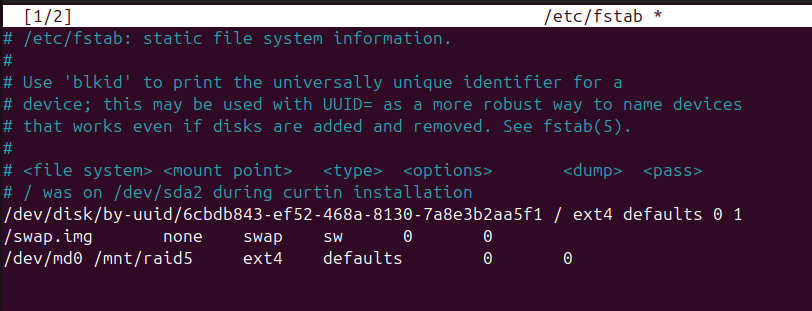 [1/2] /etc/fstab *
# /etc/fstab: static file system information.
#
# Use 'blkid' to print the universally unique identifier for a
# device; this may be used with UUID= as a more robust way to name devices
# that works even if disks are added and removed. See fstab(5).
#
# <file system> <mount point>   <type>  <options>       <dump>  <pass>
# / was on /dev/sda2 during curtin installation
/dev/disk/by-uuid/6cbdb843-ef52-468a-8130-7a8e3b2aa5f1 / ext4 defaults 0 1
/swap.img       none    swap    sw      0       0
/dev/md0 /mnt/raid5     ext4    defaults        0       0